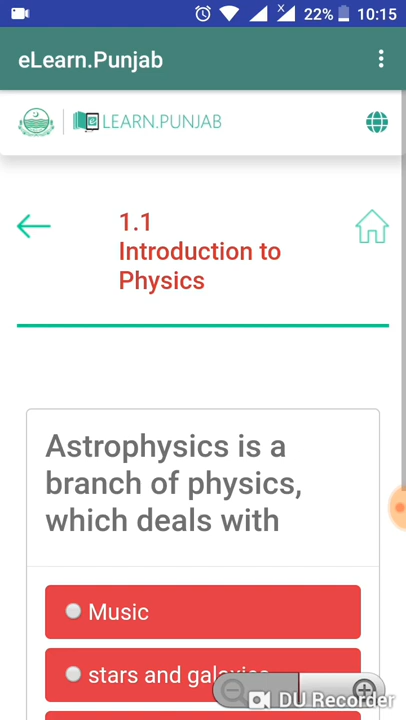 22% 10:15
eLearn.Punjab
LEARN.PUNJAB
1.1
Introduction to
Physics
Astrophysics is a
branch of physics,
which deals with
Music
stars and galaxies
DU Recorder